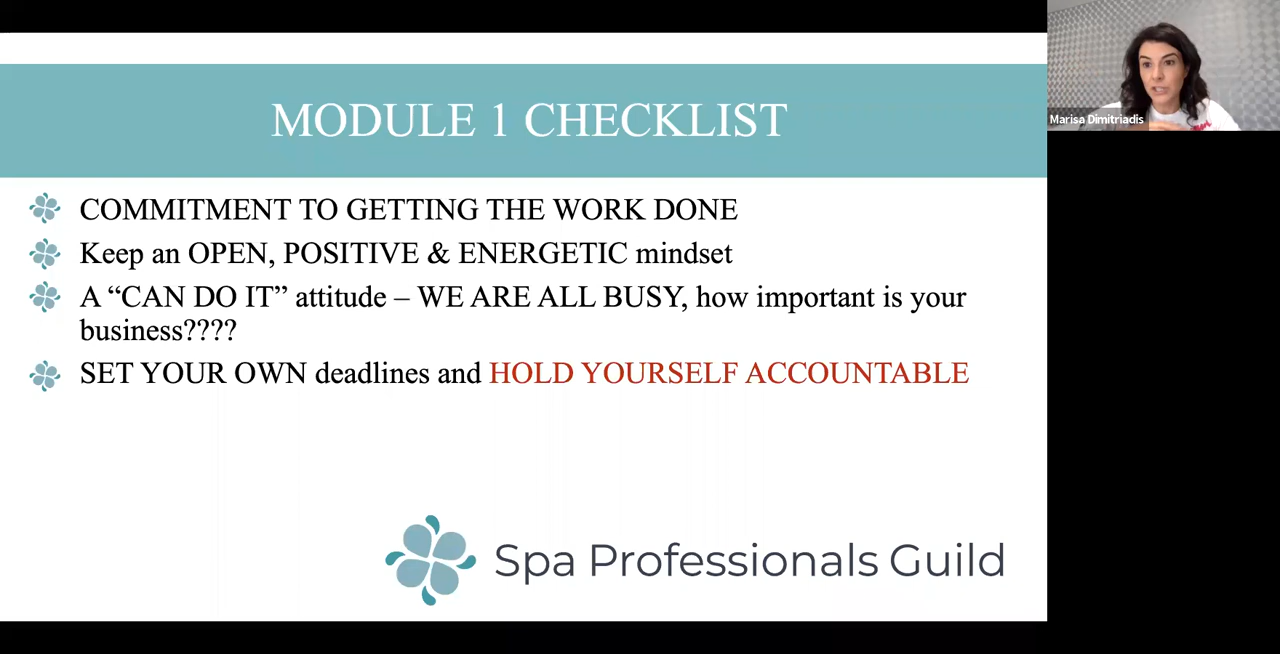 MODULE 1 CHECKLIST
Marisa Dimitriadis
COMMITMENT TO GETTING THE WORK DONE
Keep an OPEN, POSITIVE & ENERGETIC mindset
A “CAN DO IT” attitude – WE ARE ALL BUSY, how important is your
business????
SET YOUR OWN deadlines and HOLD YOURSELF ACCOUNTABLE
Spa Professionals Guild